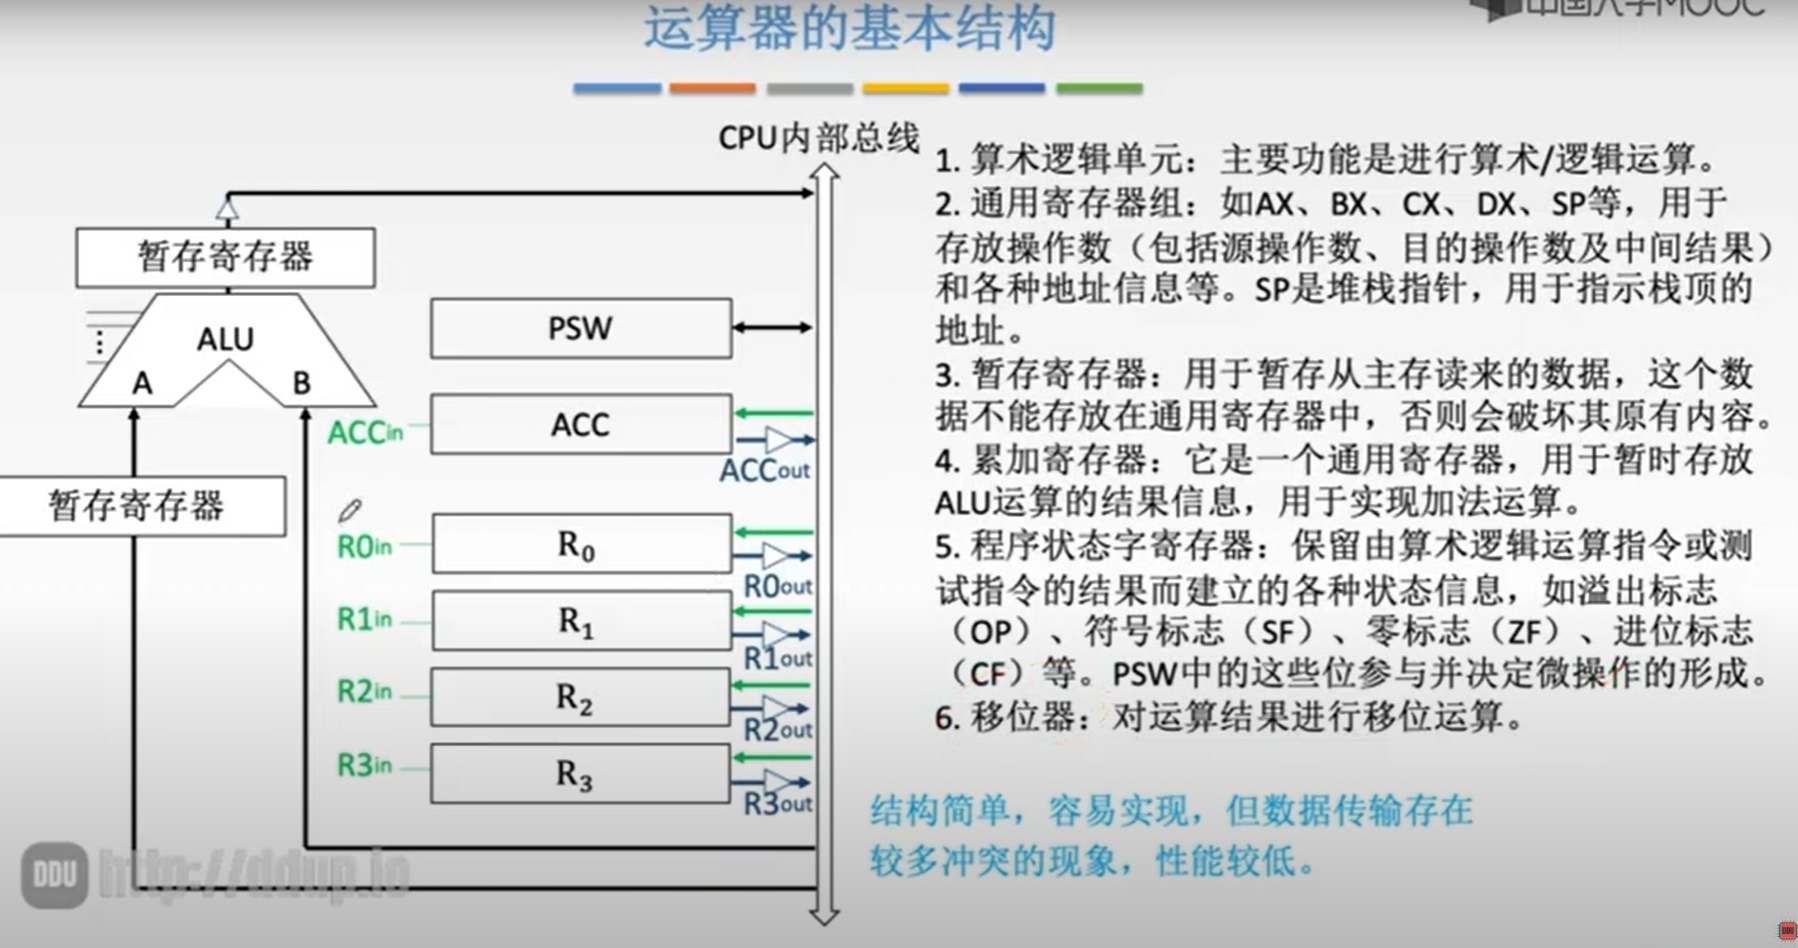 中国大学MOOC
运算器的基本结构
CPU内部总线
暂存寄存器
ALU
A
B
暂存寄存器
PSW
ACC
ACCin
ACCout
R0in
R₀
R0out
R1in
R₁
R1out
R2in
R₂
R2out
R3in
R₃
R3out
1. 算术逻辑单元：主要功能是进行算术/逻辑运算。
2. 通用寄存器组：如AX、BX、CX、DX、SP等，用于
存放操作数（包括源操作数、目的操作数及中间结果）
和各种地址信息等。SP是堆栈指针，用于指示栈顶的
地址。
3. 暂存寄存器：用于暂存从主存读来的数据，这个数
据不能存放在通用寄存器中，否则会破坏其原有内容。
4. 累加寄存器：它是一个通用寄存器，用于暂时存放
ALU运算的结果信息，用于实现加法运算。
5. 程序状态字寄存器：保留由算术逻辑运算指令或测
试指令的结果而建立的各种状态信息，如溢出标志
（OP）、符号标志（SF）、零标志（ZF）、进位标志
（CF）等。PSW中的这些位参与并决定微操作的形成。
6. 移位器：对运算结果进行移位运算。
结构简单，容易实现，但数据传输存在
较多冲突的现象，性能较低。
DDU http://ddup.io
DDU